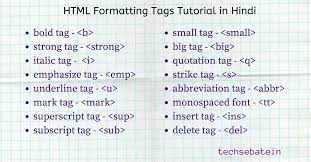 HTML Formatting Tags Tutorial in Hindi
• bold tag - <b>
• strong tag - <strong>
• italic tag - <i>
• emphasize tag - <emp>
• underline tag - <u>
• mark tag - <mark>
• superscript tag - <sup>
• subscript tag - <sub>
• small tag - <small>
• big tag - <big>
• quotation tag - <q>
• strike tag - <s>
• abbreviation tag - <abbr>
• monospaced font - <tt>
• insert tag - <ins>
• delete tag - <del>
techsebatein